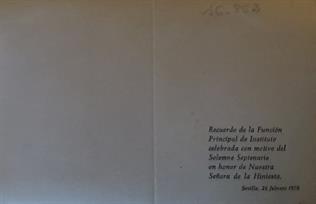 Recuerdo de la Función
Principal de Instituto
celebrada con motivo del
Solemne Septenario
en honor de Nuestra
Señora de la Hiniesta.
Sevilla, 26 febrero 1978